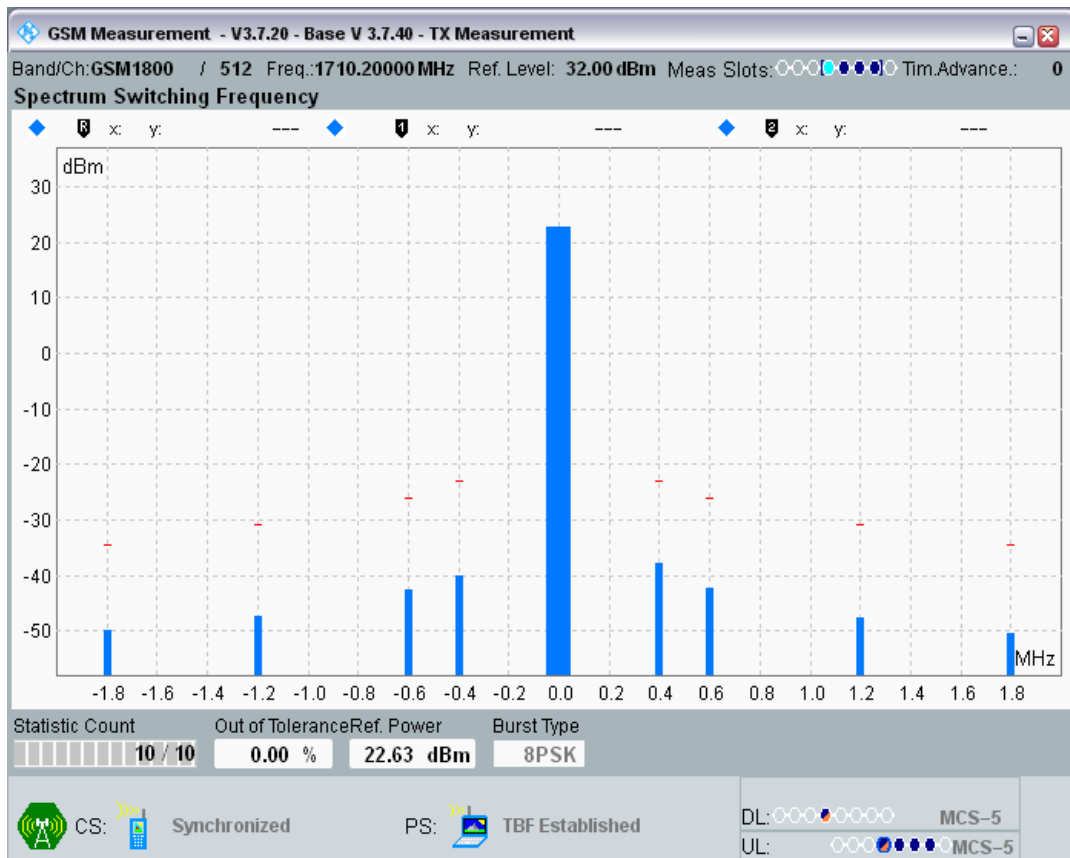 GSM Measurement - V3.7.20 - Base V 3.7.40 - TX Measurement
Band/Ch:GSM1800 / 512 Freq.:1710.20000 MHz Ref. Level: 32.00 dBm Meas Slots: Tim.Advance.: 0
Spectrum Switching Frequency
R x: y: --- 1 x: y: --- 2 x: y: ---
dBm
30
20
10
0
-10
-20
-30
-40
-50
MHz
-1.8 -1.6 -1.4 -1.2 -1.0 -0.8 -0.6 -0.4 -0.2 0.0 0.2 0.4 0.6 0.8 1.0 1.2 1.4 1.6 1.8
Statistic Count Out of Tolerance Ref. Power Burst Type
10 / 10 0.00 % 22.63 dBm 8PSK
CS: Synchronized PS: TBF Established
DL: MCS-5
UL: MCS-5